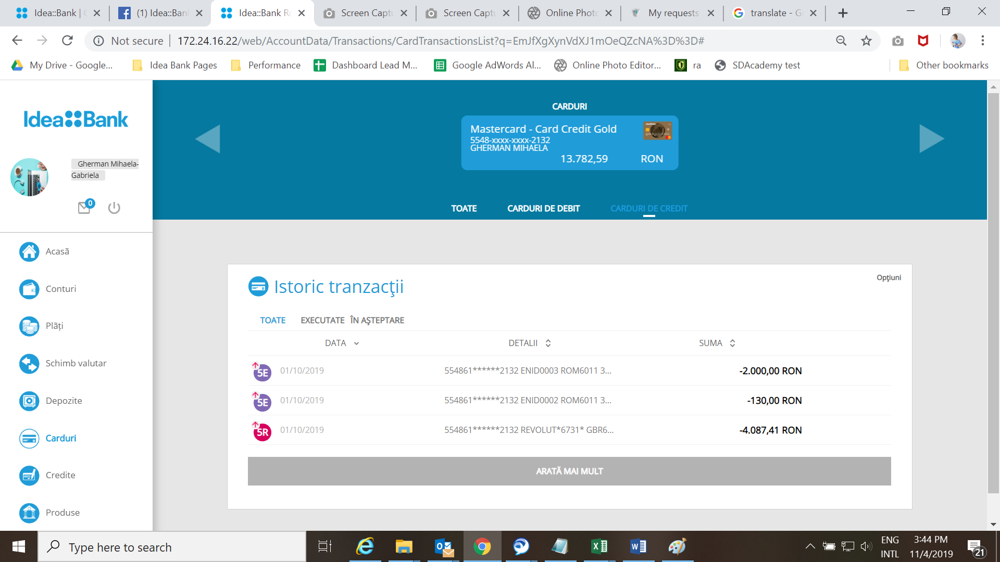 Idea::Bank | C
(1) Idea::Ban
Idea::Bank Ro
Screen Captu
Screen Captu
Online Photo
My requests
translate - G
Not secure
172.24.16.22/web/AccountData/Transactions/CardTransactionsList?q=EmJfXgXynVdXJ1mOeQZcNA%3D%3D#
My Drive - Google...
Idea Bank Pages
Performance
Dashboard Lead M...
Google AdWords Al...
Online Photo Editor...
ra
SDAcademy test
Other bookmarks
Idea::Bank
Gherman Mihaela-
Gabriela
0
Acasă
Conturi
Plăți
Schimb valutar
Depozite
Carduri
Credite
Produse
CARDURI
Mastercard - Card Credit Gold
5548-xxxx-xxxx-2132
GHERMAN MIHAELA
13.782,59 RON
TOATE CARDURI DE DEBIT CARDURI DE CREDIT
Opţiuni
Istoric tranzacţii
TOATE EXECUTATE ÎN AŞTEPTARE
DATA DETALII SUMA
5E 01/10/2019 554861******2132 ENID0003 ROM6011 3... -2.000,00 RON
5E 01/10/2019 554861******2132 ENID0002 ROM6011 3... -130,00 RON
5R 01/10/2019 554861******2132 REVOLUT*6731* GBR6... -4.087,41 RON
ARATĂ MAI MULT
Type here to search
ENG
INTL
3:44 PM
11/4/2019
21